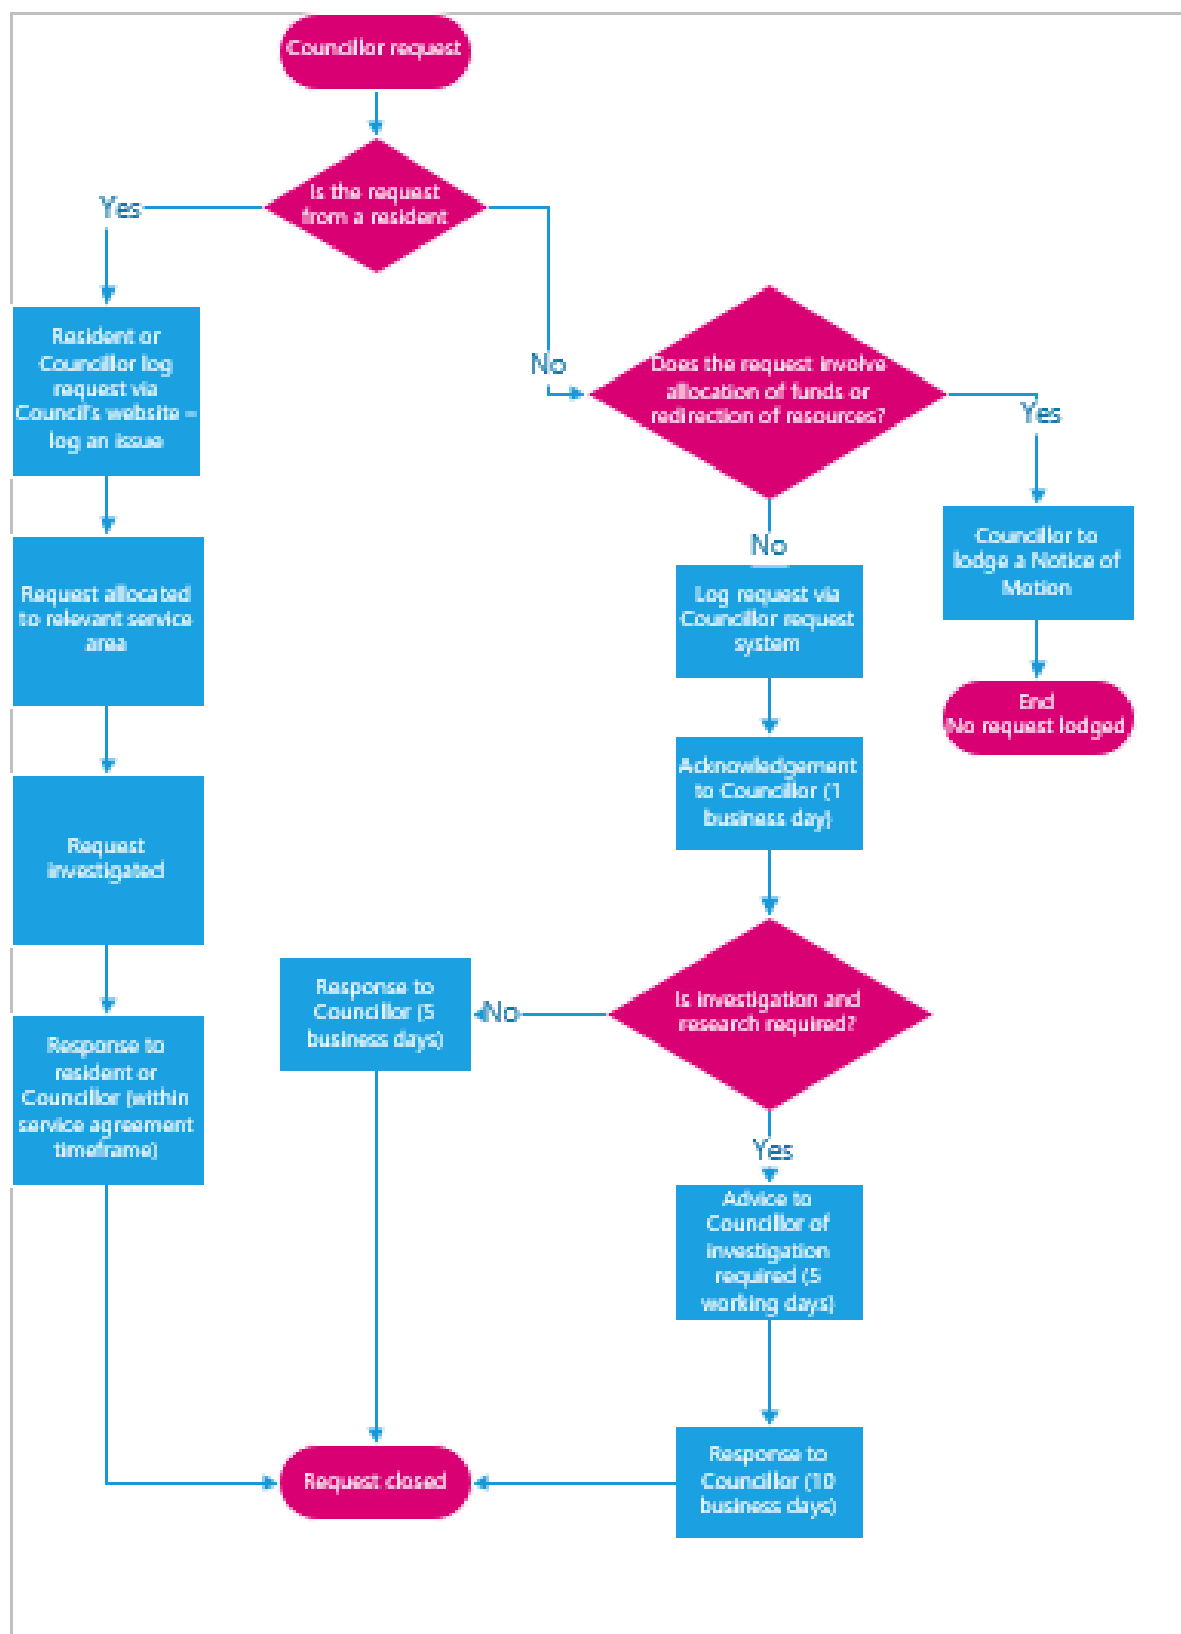 Councillor request
Is the request
from a resident
Yes
No
Resident or
Councillor log
request via
Council's website –
log an issue
Does the request involve
allocation of funds or
redirection of resources?
Yes
No
Councillor to
lodge a Notice of
Motion
Request allocated
to relevant service
area
Log request via
Councillor request
system
End
No request lodged
Acknowledgement
to Councillor (1
business day)
Request
investigated
Is investigation and
research required?
No
Response to
Councillor (5
business days)
Response to
resident or
Councillor (within
service agreement
timeframe)
Yes
Advice to
Councillor of
investigation
required (5
working days)
Response to
Councillor (10
business days)
Request closed